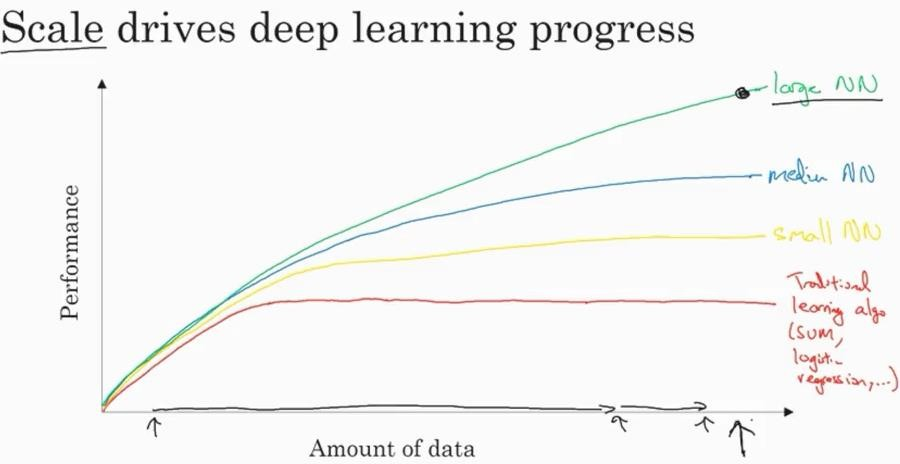 Scale drives deep learning progress
large NN
medium NN
small NN
Traditional
learning algo
(SVM,
logistic
regression,...)
Performance
Amount of data